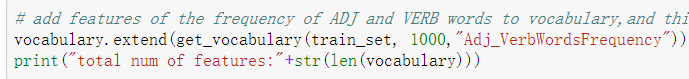 # add features of the frequency of ADJ and VERB words to vocabulary,and thi
vocabulary.extend(get_vocabulary(train_set, 1000,"Adj_VerbWordsFrequency"))
print("total num of features:"+str(len(vocabulary)))